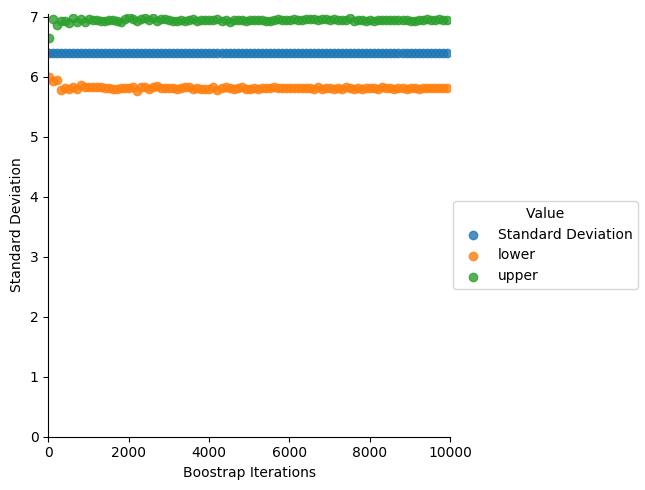 7
6
5
4
3
2
1
0
Standard Deviation
0 2000 4000 6000 8000 10000
Boostrap Iterations
Value
Standard Deviation
lower
upper